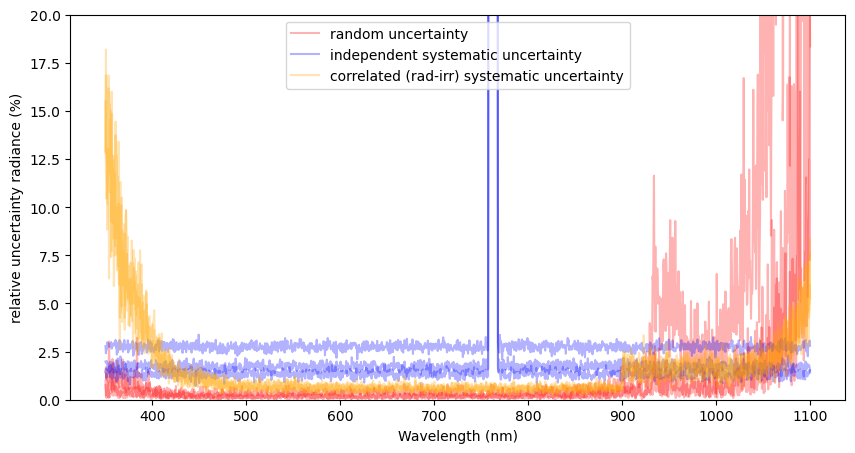 random uncertainty
independent systematic uncertainty
correlated (rad-irr) systematic uncertainty
relative uncertainty radiance (%)
20.0
17.5
15.0
12.5
10.0
7.5
5.0
2.5
0.0
400 500 600 700 800 900 1000 1100
Wavelength (nm)